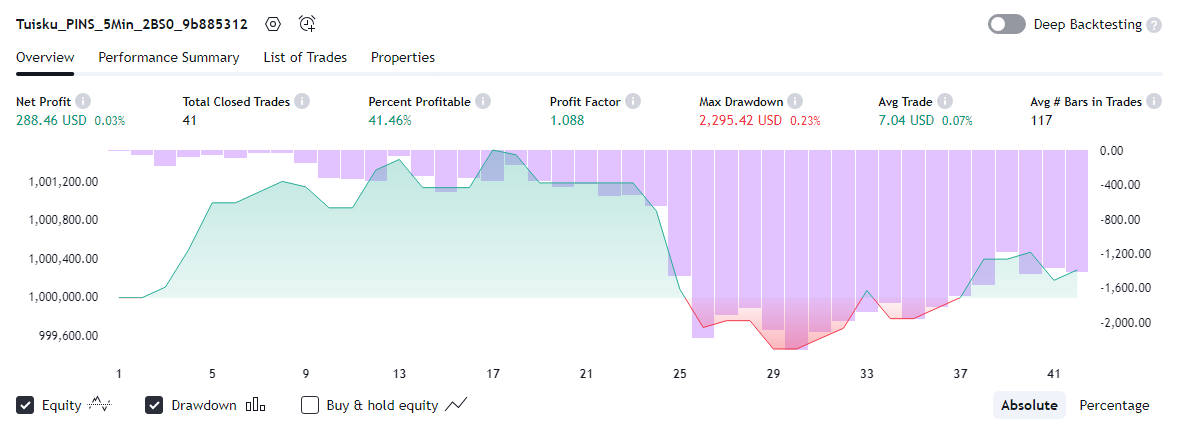 Tuisku_PINS_5Min_2BS0_9b885312
Deep Backtesting ?
Overview Performance Summary List of Trades Properties
Net Profit Total Closed Trades Percent Profitable Profit Factor Max Drawdown Avg Trade Avg # Bars in Trades
288.46 USD 0.03% 41 41.46% 1.088 2,295.42 USD 0.23% 7.04 USD 0.07% 117
1,001,200.00
1,000,800.00
1,000,400.00
1,000,000.00
999,600.00
0.00
-400.00
-800.00
-1,200.00
-1,600.00
-2,000.00
1 5 9 13 17 21 25 29 33 37 41
Equity Drawdown Buy & hold equity Absolute Percentage